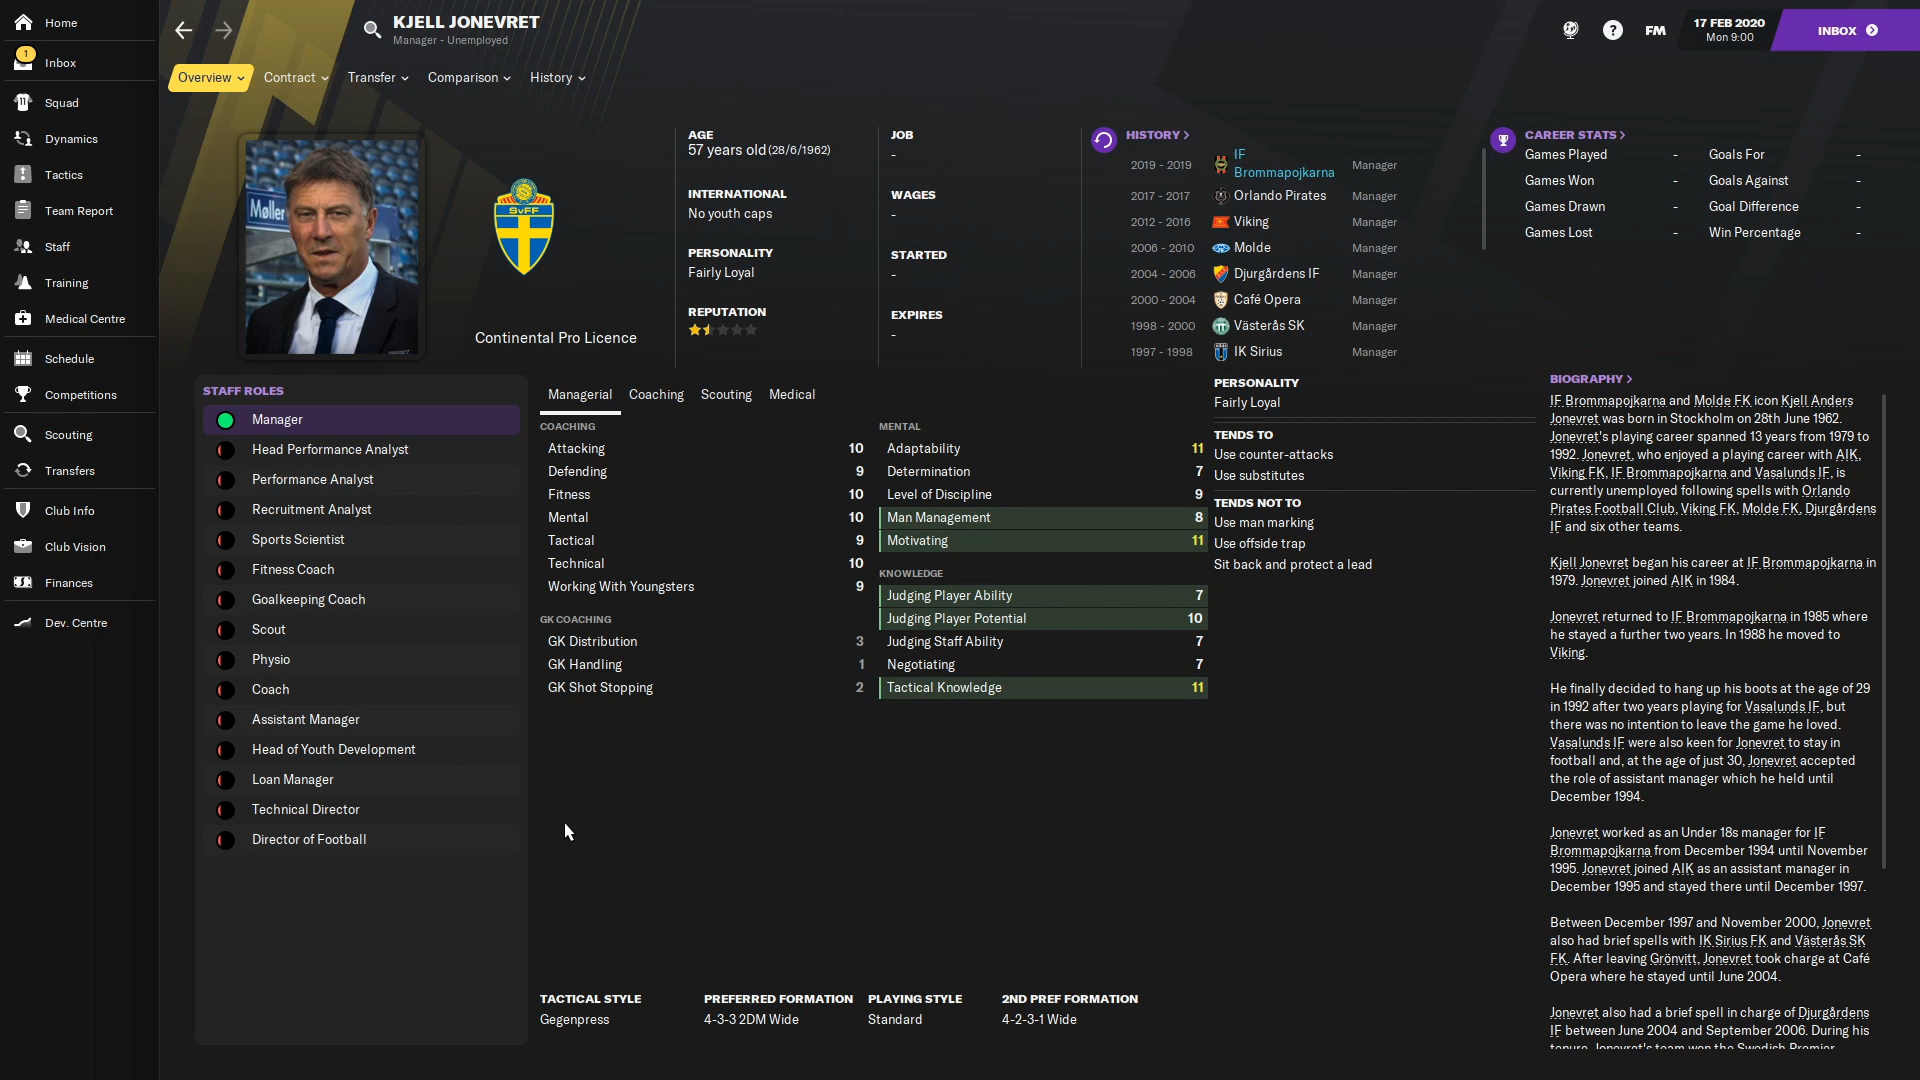 Home
1
Inbox
Squad
Dynamics
Tactics
Team Report
Staff
Training
Medical Centre
Schedule
Competitions
Scouting
Transfers
Club Info
Club Vision
Finances
Dev. Centre
KJELL JONEVRET
Manager - Unemployed
?
FM
17 FEB 2020
Mon 9:00
INBOX
Overview
Contract
Transfer
Comparison
History
Møller
SvFF
Continental Pro Licence
AGE
57 years old (28/6/1962)
INTERNATIONAL
No youth caps
PERSONALITY
Fairly Loyal
REPUTATION
JOB
-
WAGES
-
STARTED
-
EXPIRES
-
HISTORY >
2019 - 2019 IF Brommapojkarna Manager
2017 - 2017 Orlando Pirates Manager
2012 - 2016 Viking Manager
2006 - 2010 Molde Manager
2004 - 2006 Djurgårdens IF Manager
2000 - 2004 Café Opera Manager
1998 - 2000 Västerås SK Manager
1997 - 1998 IK Sirius Manager
CAREER STATS >
Games Played - Goals For -
Games Won - Goals Against -
Games Drawn - Goal Difference -
Games Lost - Win Percentage -
STAFF ROLES
Manager
Head Performance Analyst
Performance Analyst
Recruitment Analyst
Sports Scientist
Fitness Coach
Goalkeeping Coach
Scout
Physio
Coach
Assistant Manager
Head of Youth Development
Loan Manager
Technical Director
Director of Football
Managerial Coaching Scouting Medical
COACHING
Attacking 10
Defending 9
Fitness 10
Mental 10
Tactical 9
Technical 10
Working With Youngsters 9
GK COACHING
GK Distribution 3
GK Handling 1
GK Shot Stopping 2
MENTAL
Adaptability 11
Determination 7
Level of Discipline 9
Man Management 8
Motivating 11
KNOWLEDGE
Judging Player Ability 7
Judging Player Potential 10
Judging Staff Ability 7
Negotiating 7
Tactical Knowledge 11
PERSONALITY
Fairly Loyal
TENDS TO
Use counter-attacks
Use substitutes
TENDS NOT TO
Use man marking
Use offside trap
Sit back and protect a lead
TACTICAL STYLE
Gegenpress
PREFERRED FORMATION
4-3-3 2DM Wide
PLAYING STYLE
Standard
2ND PREF FORMATION
4-2-3-1 Wide
BIOGRAPHY >
IF Brommapojkarna and Molde FK icon Kjell Anders
Jonevret was born in Stockholm on 28th June 1962.
Jonevret's playing career spanned 13 years from 1979 to
1992. Jonevret, who enjoyed a playing career with AIK,
Viking FK, IF Brommapojkarna and Vasalunds IF, is
currently unemployed following spells with Orlando
Pirates Football Club, Viking FK, Molde FK, Djurgårdens
IF and six other teams.
Kjell Jonevret began his career at IF Brommapojkarna in
1979. Jonevret joined AIK in 1984.
Jonevret returned to IF Brommapojkarna in 1985 where
he stayed a further two years. In 1988 he moved to
Viking.
He finally decided to hang up his boots at the age of 29
in 1992 after two years playing for Vasalunds IF, but
there was no intention to leave the game he loved.
Vasalunds IF were also keen for Jonevret to stay in
football and, at the age of just 30, Jonevret accepted
the role of assistant manager which he held until
December 1994.
Jonevret worked as an Under 18s manager for IF
Brommapojkarna from December 1994 until November
1995. Jonevret joined AIK as an assistant manager in
December 1995 and stayed there until December 1997.
Between December 1997 and November 2000, Jonevret
also had brief spells with IK Sirius FK and Västerås SK
FK. After leaving Grönvitt, Jonevret took charge at Café
Opera where he stayed until June 2004.
Jonevret also had a brief spell in charge of Djurgårdens
IF between June 2004 and September 2006. During his
tenure, Jonevret's team won the Swedish Premier